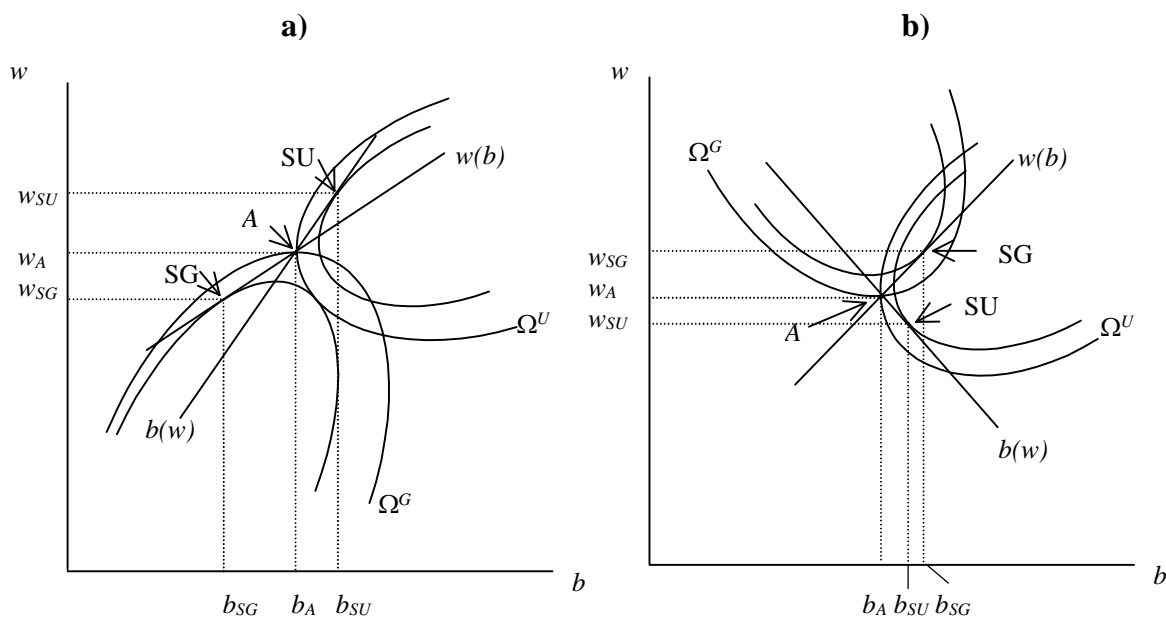 a)
w
SU
w(b)
w_SU
A
w_A
SG
w_SG
Ω^U
b(w)
Ω^G
b
b_SG b_A b_SU
b)
w
Ω^G
w(b)
w_SG
SG
w_A
w_SU
SU
A
Ω^U
b(w)
b
b_A b_SU b_SG